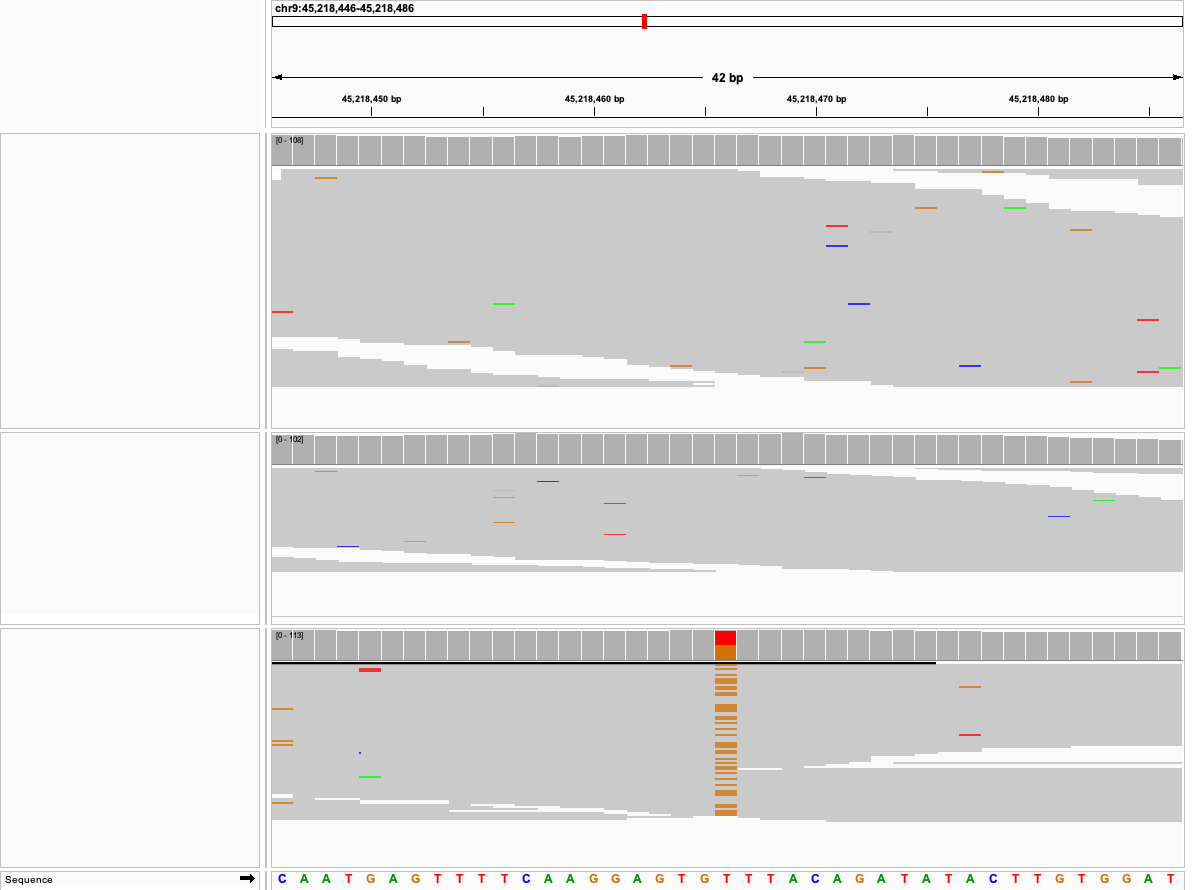 chr9:45,218,446-45,218,486
42 bp
45,218,450 bp 45,218,460 bp 45,218,470 bp 45,218,480 bp
[0 - 108]
[0 - 102]
[0 - 113]
Sequence C A A T G A G T T T T C A A G G A G T G T T T A C A G A T A T A C T T G T G G A T